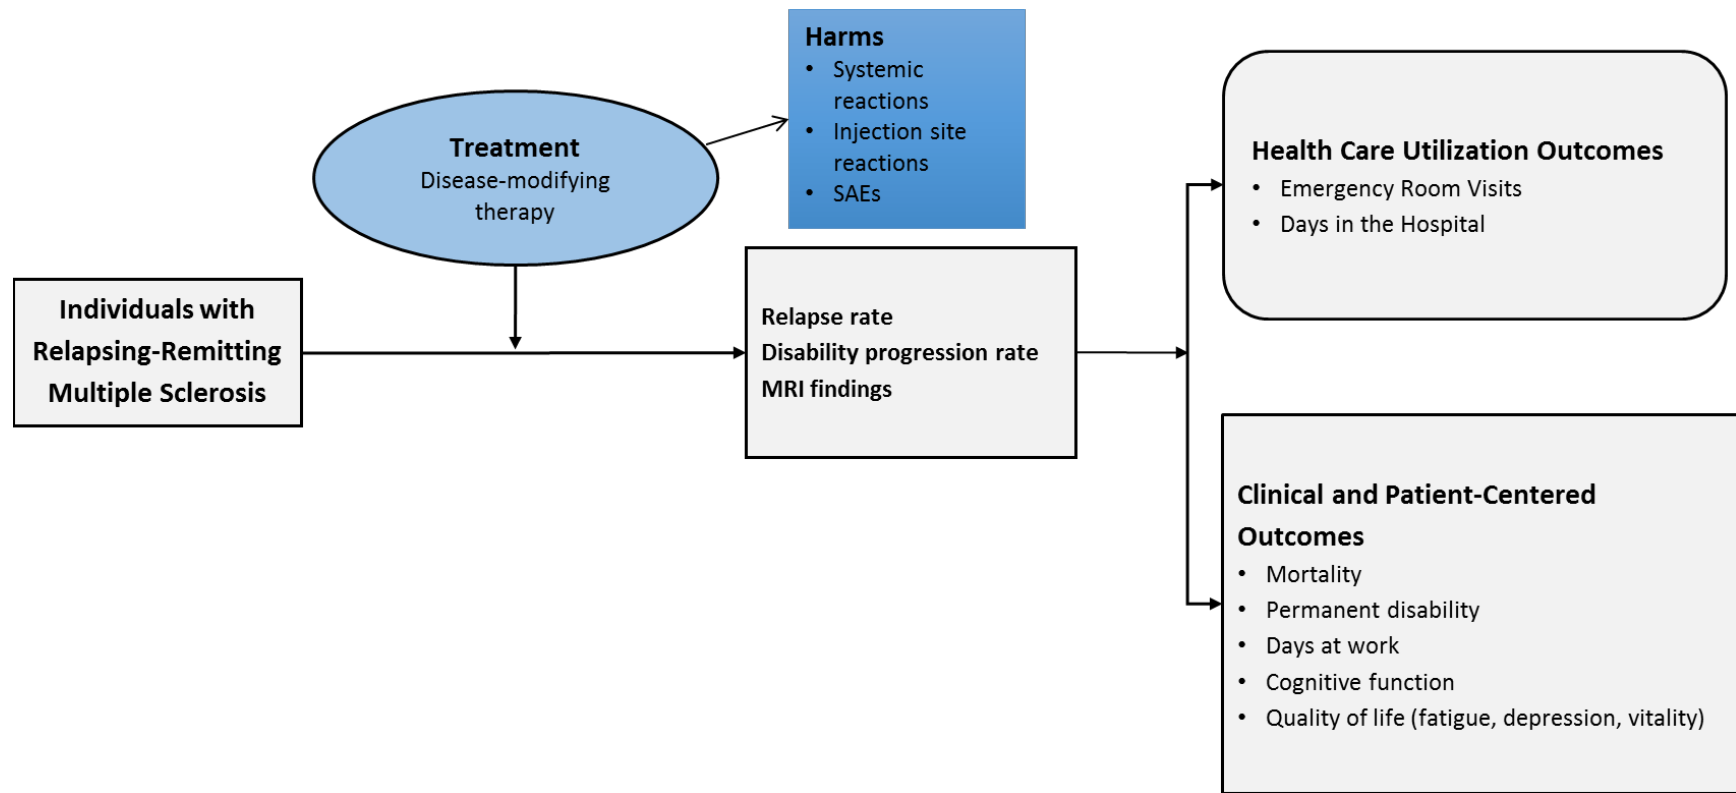 Individuals with
Relapsing-Remitting
Multiple Sclerosis
Treatment
Disease-modifying
therapy
Harms
• Systemic
reactions
• Injection site
reactions
• SAEs
Relapse rate
Disability progression rate
MRI findings
Health Care Utilization Outcomes
• Emergency Room Visits
• Days in the Hospital
Clinical and Patient-Centered
Outcomes
• Mortality
• Permanent disability
• Days at work
• Cognitive function
• Quality of life (fatigue, depression, vitality)